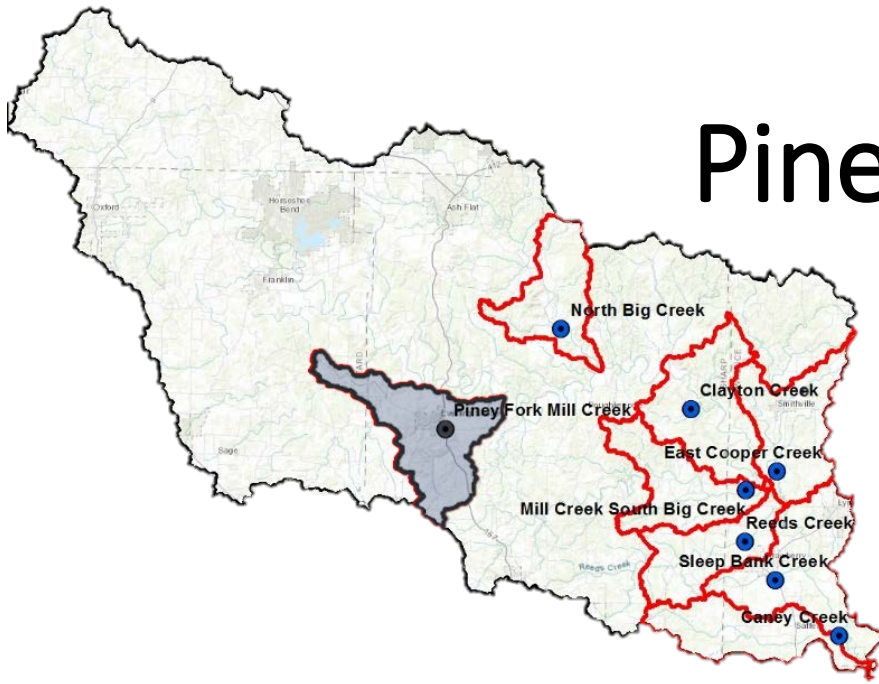 Pine
Oxford
Horseshoe
Bend
Ash Flat
Franklin
North Big Creek
SHARP
Clayton Creek
Smithville
Piney Fork Mill Creek
Sage
East Cooper Creek
Mill Creek South Big Creek
Reeds Creek
Reeds Creek
Sleep Bank Creek
Caney Creek